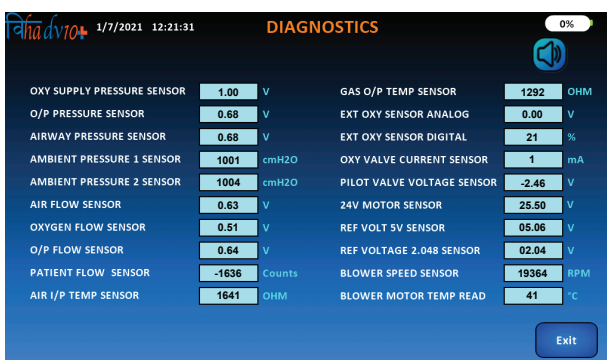 विंhadv10+ 1/7/2021 12:21:31 DIAGNOSTICS 0%
OXY SUPPLY PRESSURE SENSOR 1.00 V GAS O/P TEMP SENSOR 1292 OHM
O/P PRESSURE SENSOR 0.68 V EXT OXY SENSOR ANALOG 0.00 V
AIRWAY PRESSURE SENSOR 0.68 V EXT OXY SENSOR DIGITAL 21 %
AMBIENT PRESSURE 1 SENSOR 1001 cmH2O OXY VALVE CURRENT SENSOR 1 mA
AMBIENT PRESSURE 2 SENSOR 1004 cmH2O PILOT VALVE VOLTAGE SENSOR -2.46 V
AIR FLOW SENSOR 0.63 V 24V MOTOR SENSOR 25.50 V
OXYGEN FLOW SENSOR 0.51 V REF VOLT 5V SENSOR 05.06 V
O/P FLOW SENSOR 0.64 V REF VOLTAGE 2.048 SENSOR 02.04 V
PATIENT FLOW SENSOR -1636 Counts BLOWER SPEED SENSOR 19364 RPM
AIR I/P TEMP SENSOR 1641 OHM BLOWER MOTOR TEMP READ 41 °C
Exit